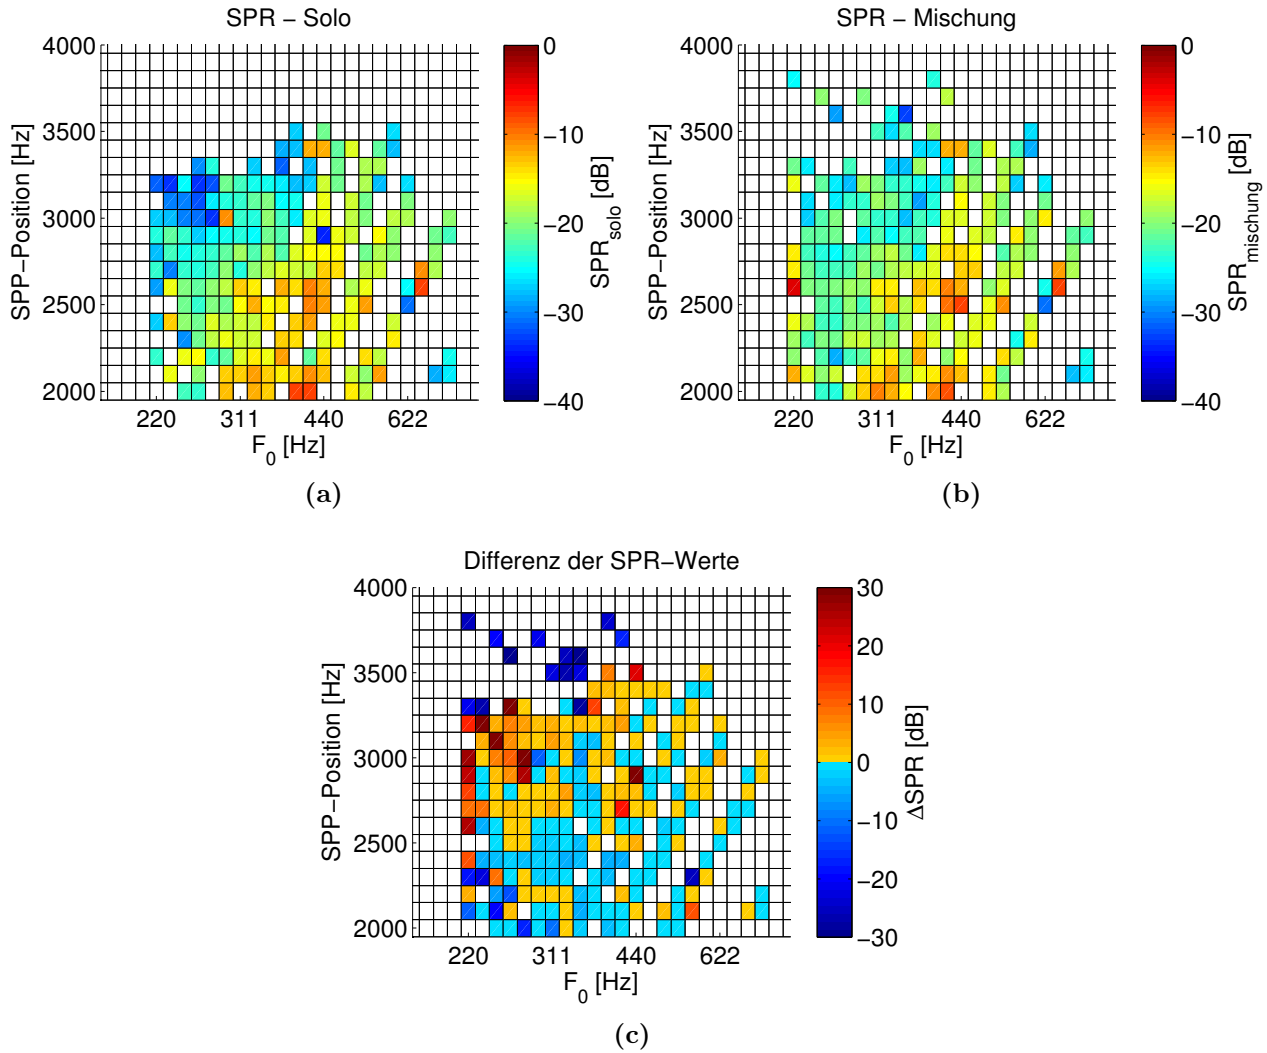 SPR − Solo
4000
3500
3000
2500
2000
SPP−Position [Hz]
220 311 440 622
F0 [Hz]
0
−10
−20
−30
−40
SPRsolo [dB]
(a)
SPR − Mischung
4000
3500
3000
2500
2000
SPP−Position [Hz]
220 311 440 622
F0 [Hz]
0
−10
−20
−30
−40
SPRmischung [dB]
(b)
Differenz der SPR−Werte
4000
3500
3000
2500
2000
SPP−Position [Hz]
220 311 440 622
F0 [Hz]
30
20
10
0
−10
−20
−30
ΔSPR [dB]
(c)